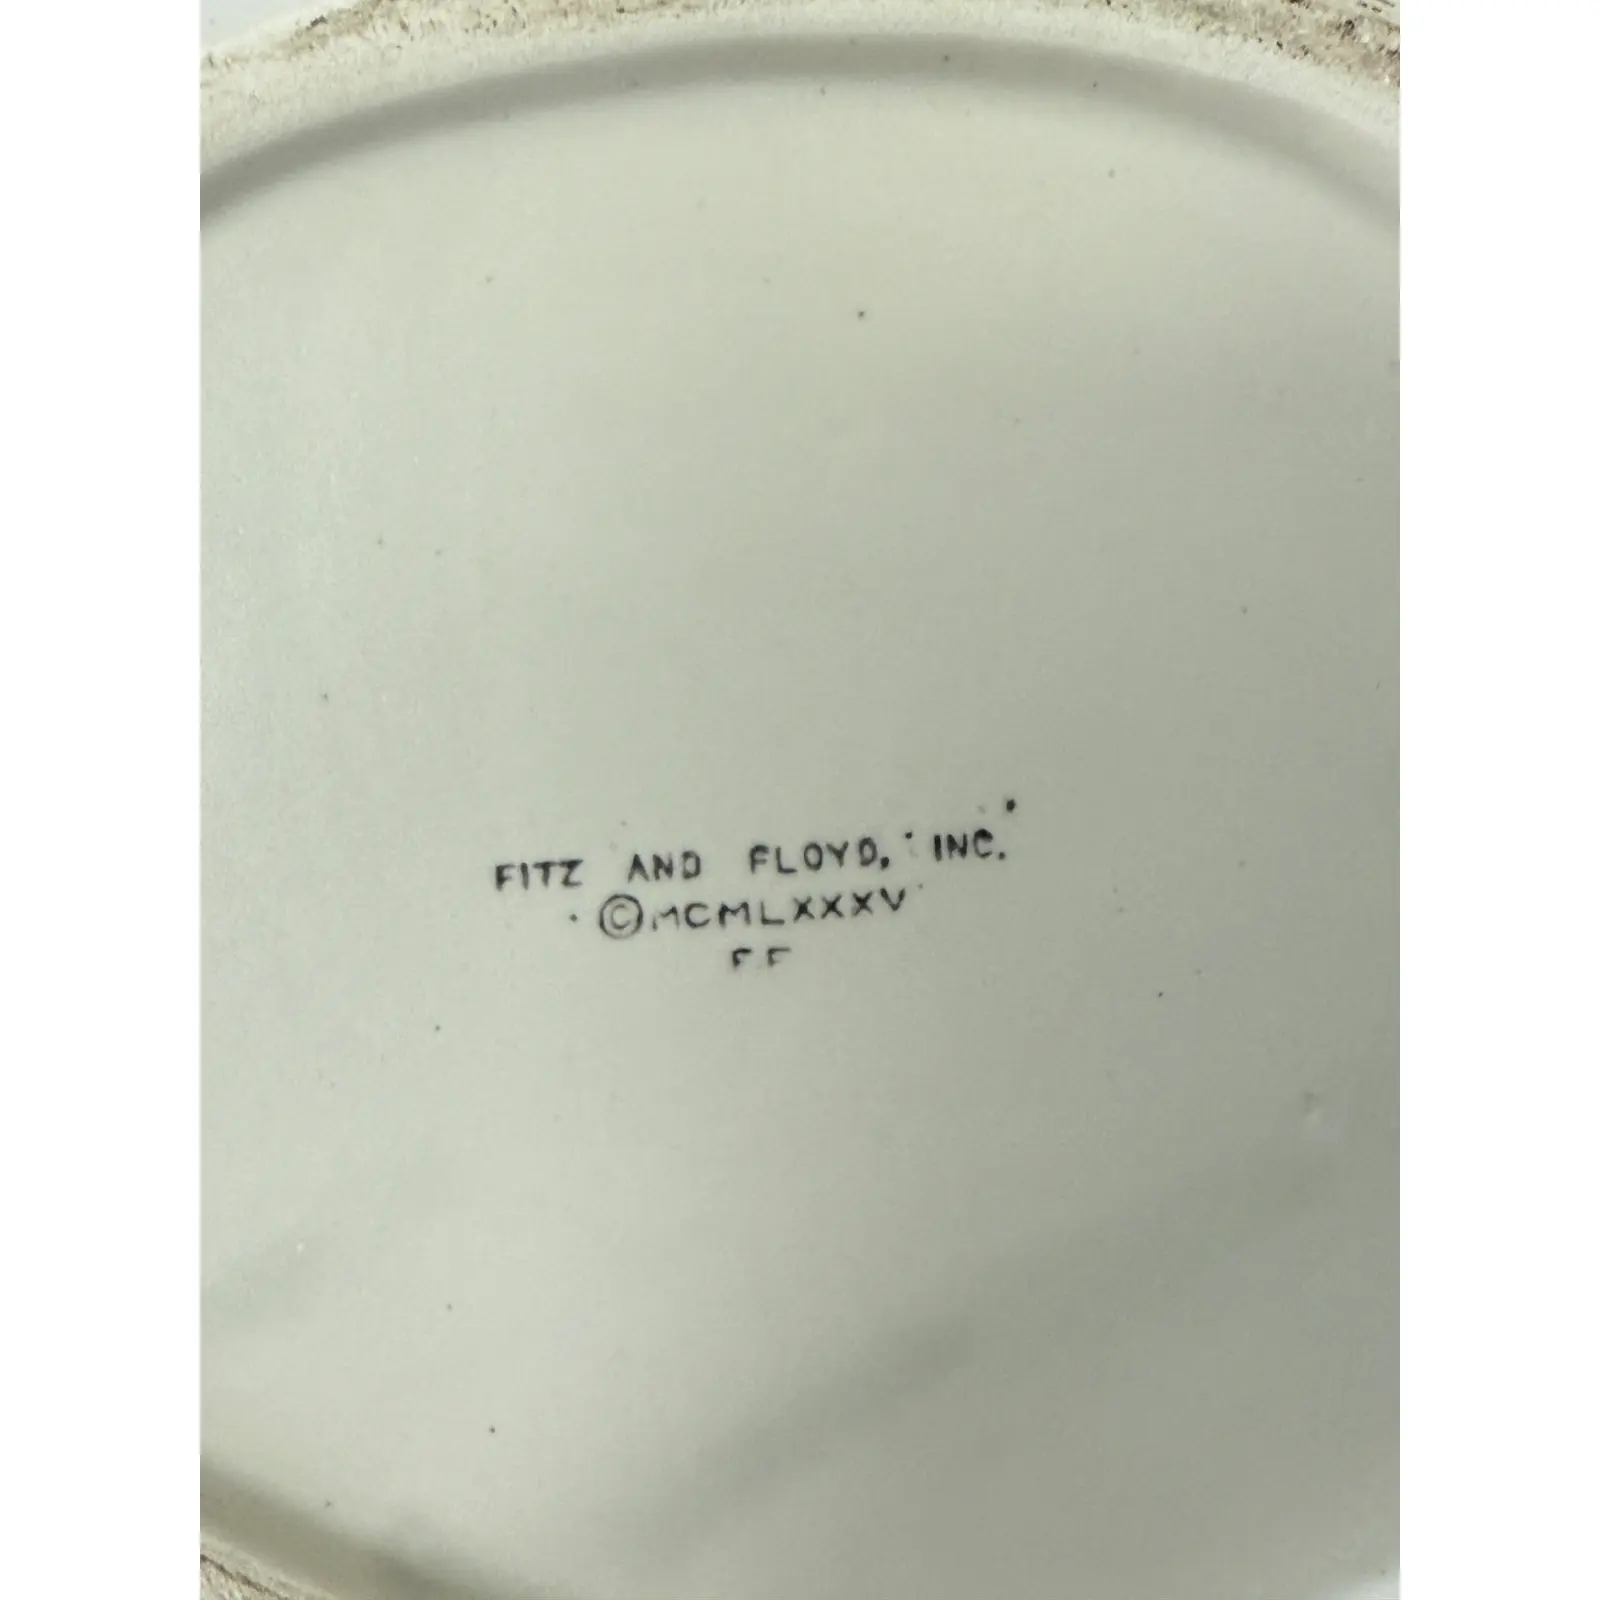 FITZ AND FLOYD, INC.
©MCMLXXXV
FF